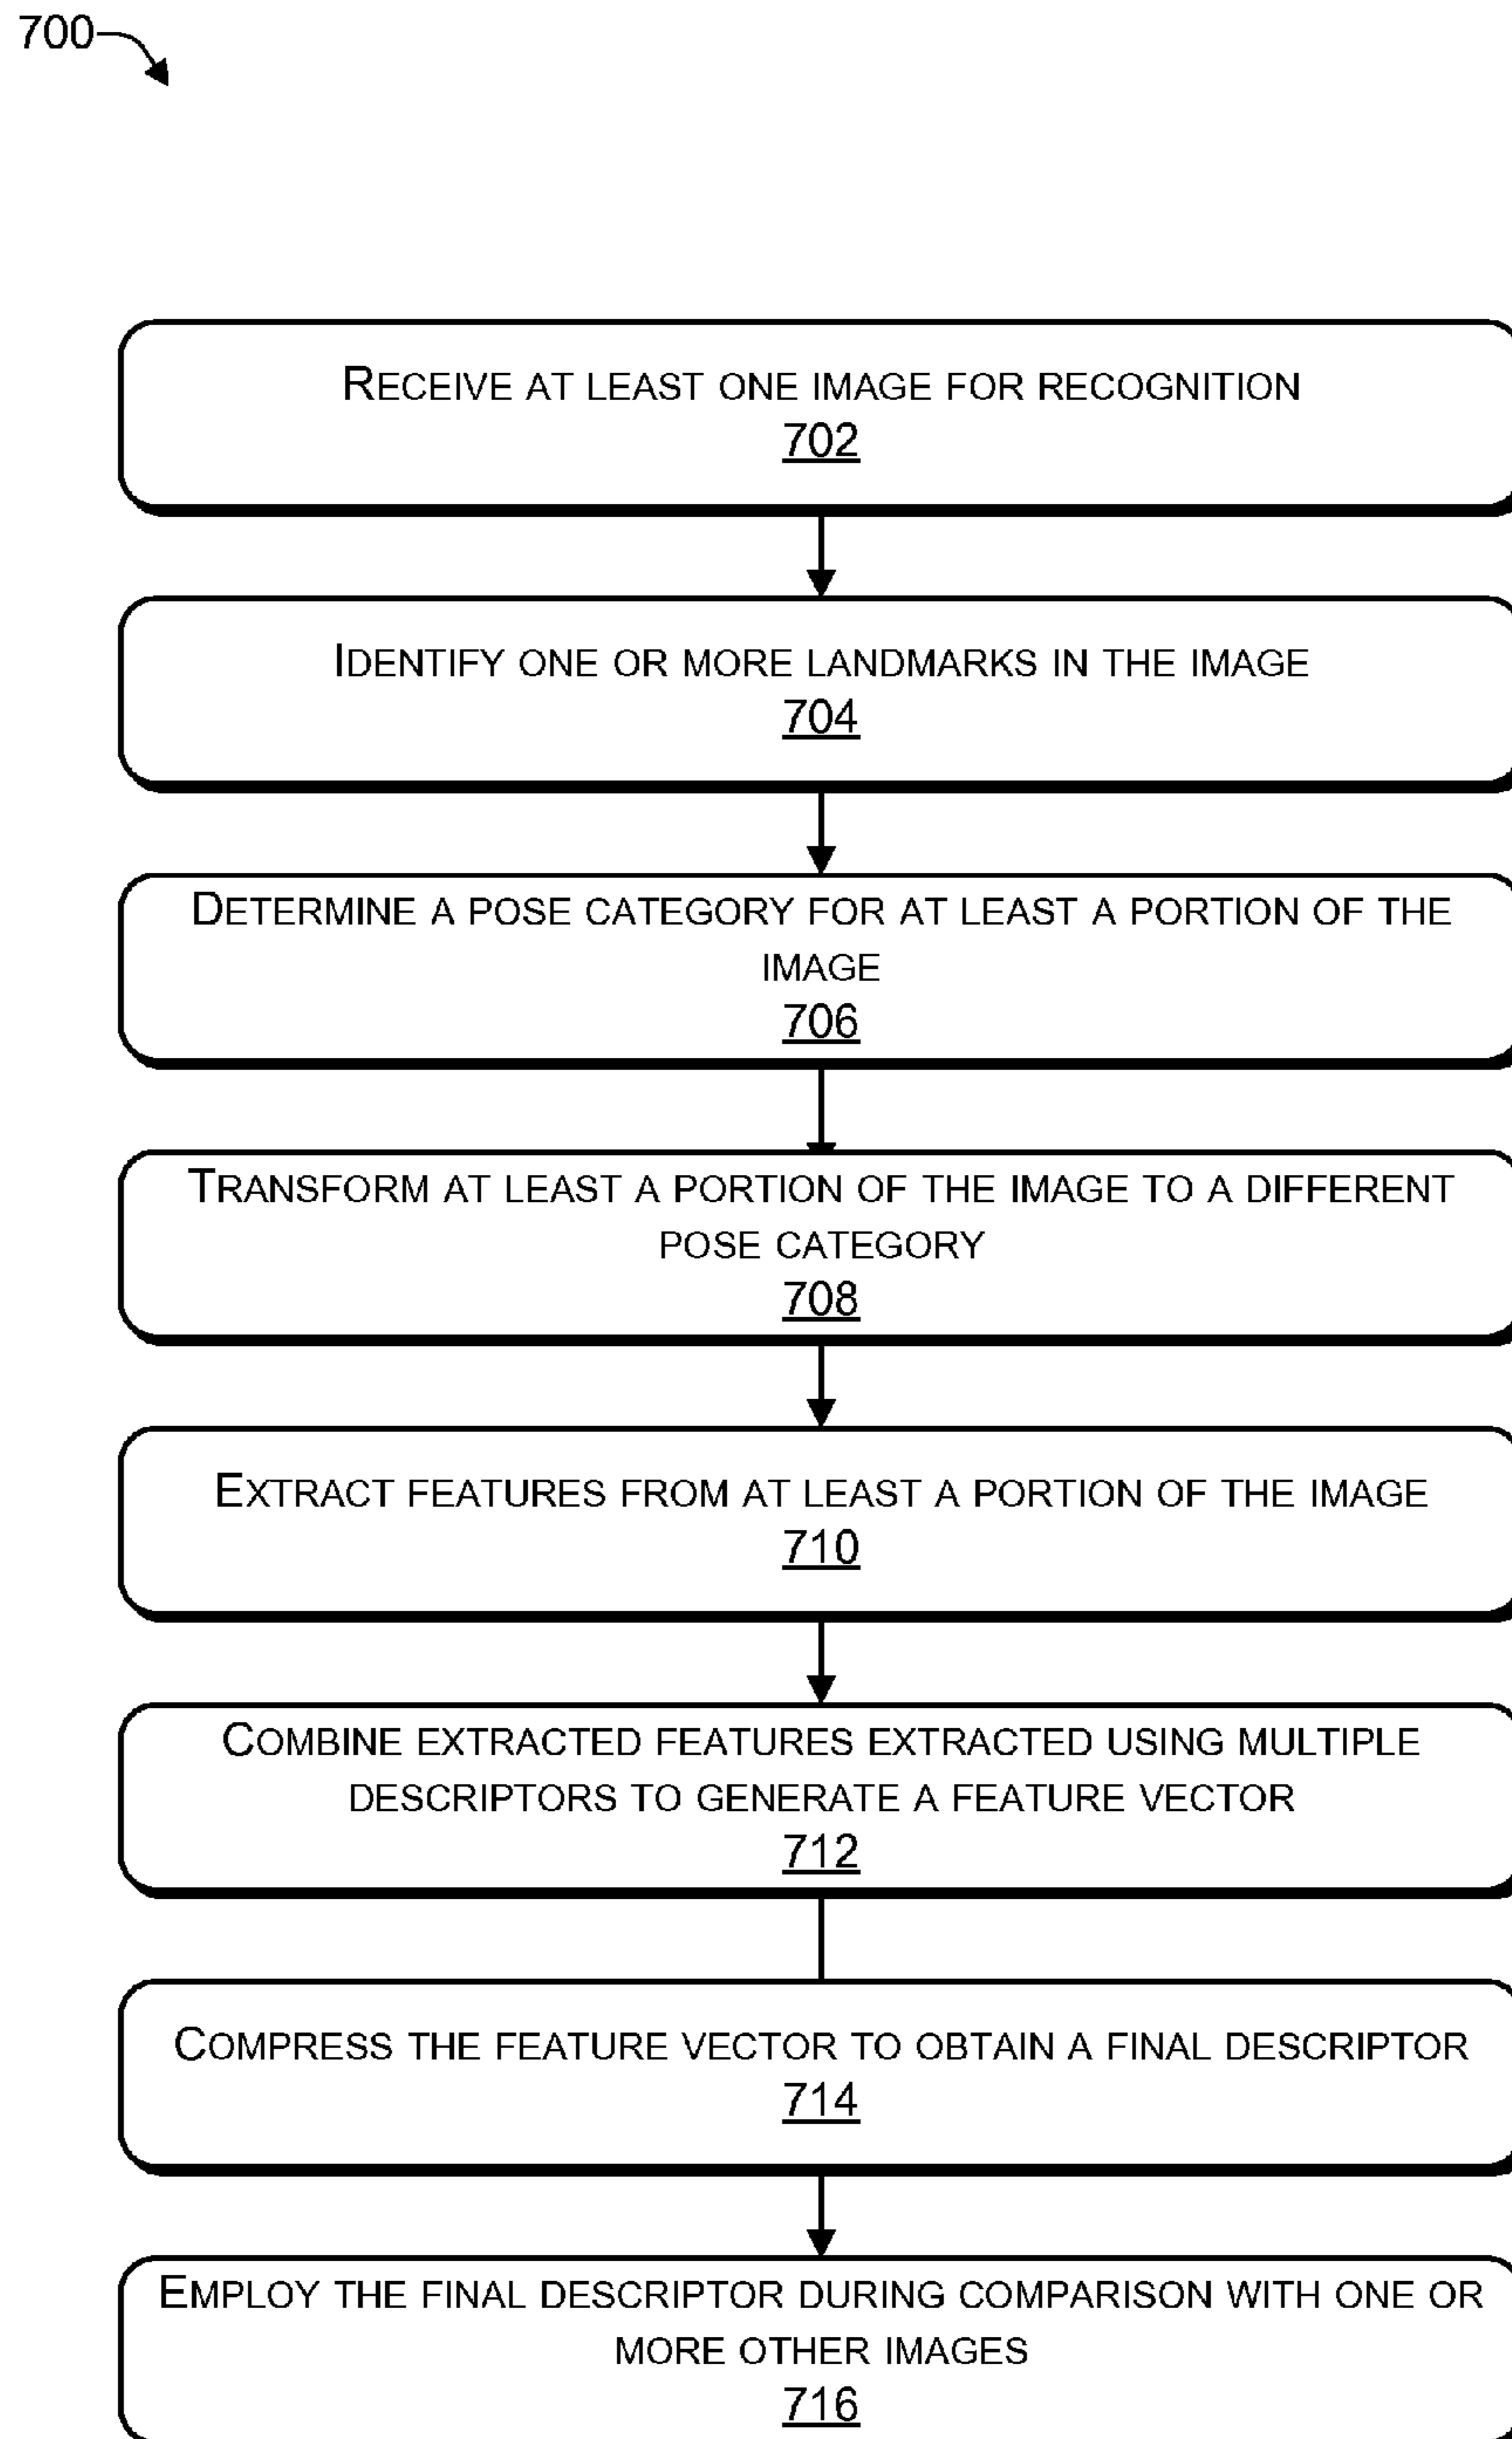 700
RECEIVE AT LEAST ONE IMAGE FOR RECOGNITION
702
IDENTIFY ONE OR MORE LANDMARKS IN THE IMAGE
704
DETERMINE A POSE CATEGORY FOR AT LEAST A PORTION OF THE
IMAGE
706
TRANSFORM AT LEAST A PORTION OF THE IMAGE TO A DIFFERENT
POSE CATEGORY
708
EXTRACT FEATURES FROM AT LEAST A PORTION OF THE IMAGE
710
COMBINE EXTRACTED FEATURES EXTRACTED USING MULTIPLE
DESCRIPTORS TO GENERATE A FEATURE VECTOR
712
COMPRESS THE FEATURE VECTOR TO OBTAIN A FINAL DESCRIPTOR
714
EMPLOY THE FINAL DESCRIPTOR DURING COMPARISON WITH ONE OR
MORE OTHER IMAGES
716